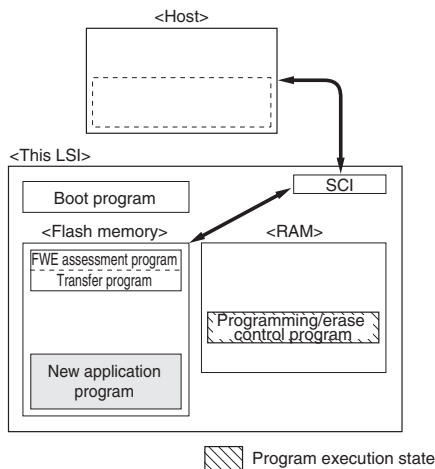 <Host>
<This LSI>
SCI
Boot program
<Flash memory>
<RAM>
FWE assessment program
Transfer program
Programming/erase
control program
New application
program
Program execution state